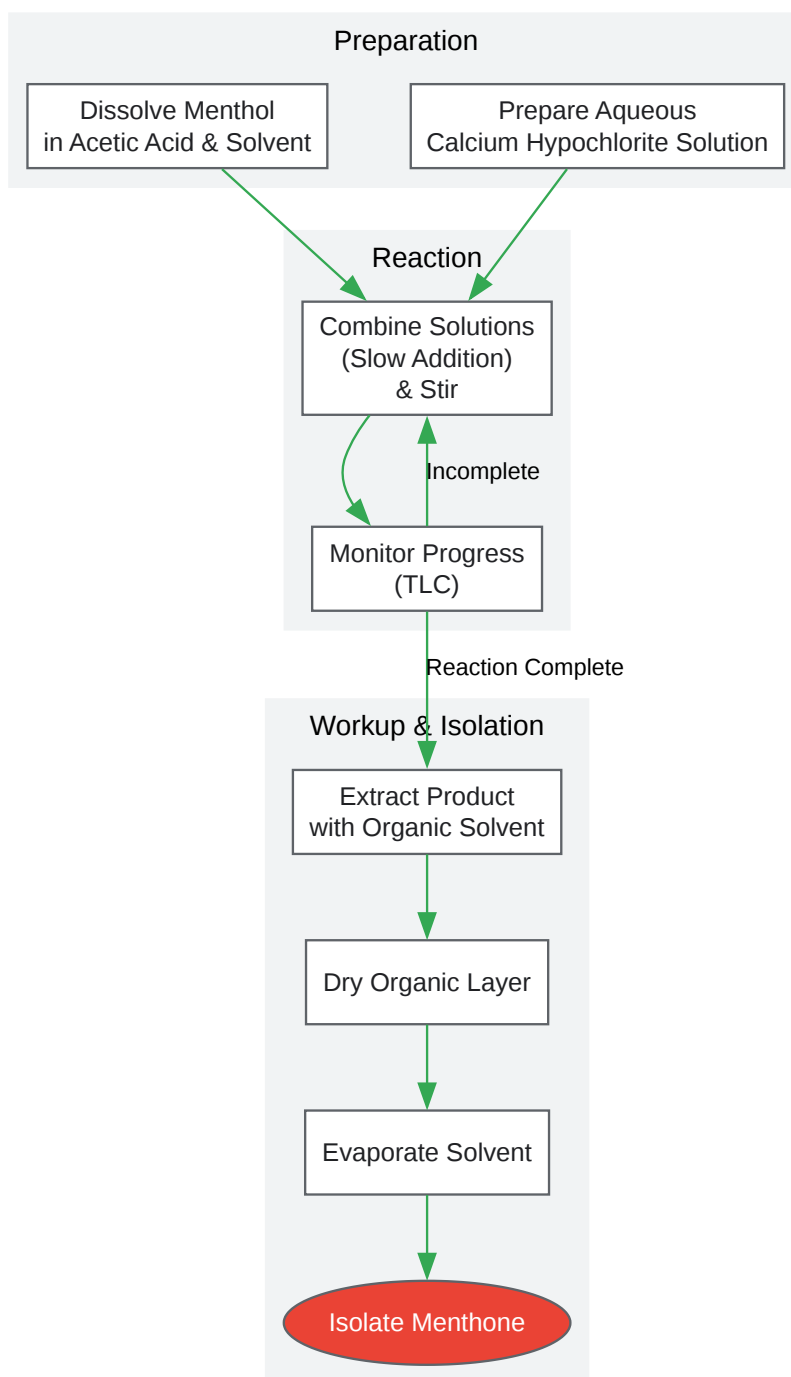 Preparation
Dissolve Menthol
in Acetic Acid & Solvent
Prepare Aqueous
Calcium Hypochlorite Solution
Reaction
Combine Solutions
(Slow Addition)
& Stir
Incomplete
Monitor Progress
(TLC)
Reaction Complete
Workup & Isolation
Extract Product
with Organic Solvent
Dry Organic Layer
Evaporate Solvent
Isolate Menthone